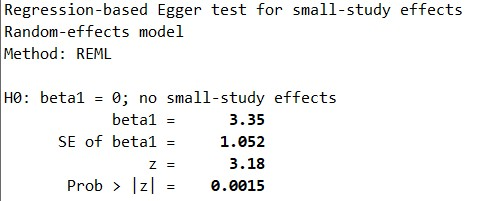 Regression-based Egger test for small-study effects
Random-effects model
Method: REML
H0: beta1 = 0; no small-study effects
beta1 = 3.35
SE of beta1 = 1.052
z = 3.18
Prob > |z| = 0.0015